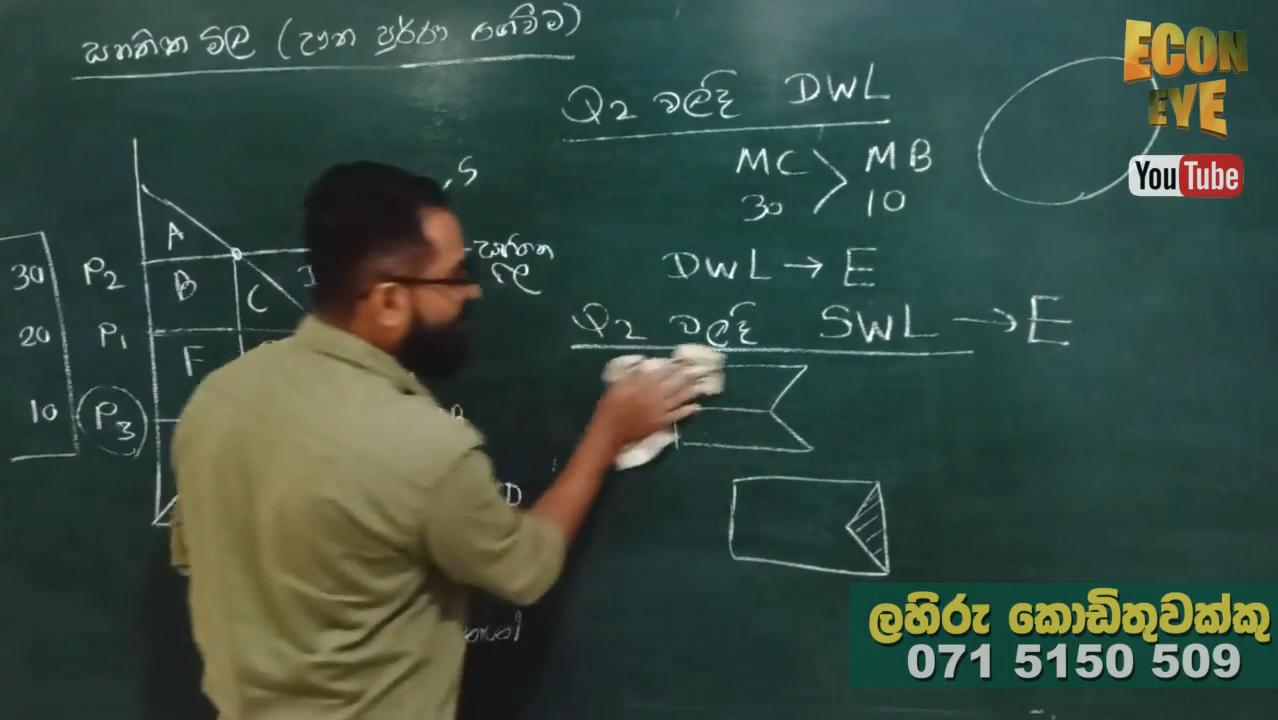 සහතික මිල (ඌන පූර්ණ ගෙවීම)
Q2 වලදී DWL
MC > MB
30 10
DWL → E
Q2 වලදී SWL → E
S
සහතික
මිල
A
30 P2 B C
20 P1
F
10 P3
D
ECON
EYE
YouTube
ලහිරු කොඩිතුවක්කු
071 5150 509